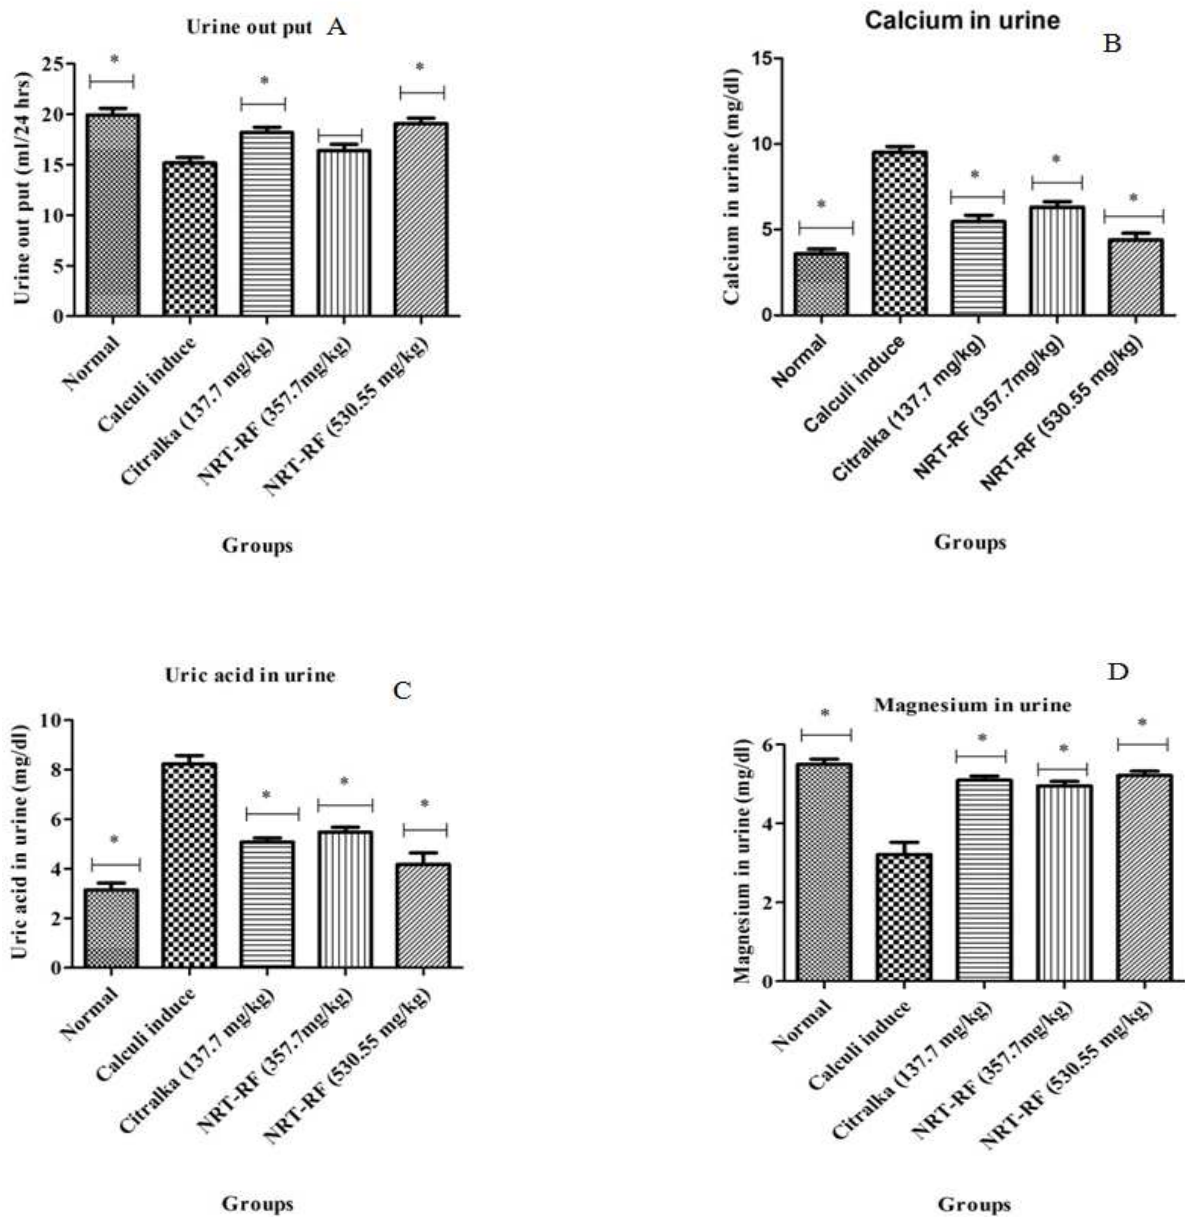 Urine out put A
Urine out put (ml/24 hrs)
25
20
15
10
5
0
*
*
*
Normal
Calculi induce
Citralka (137.7 mg/kg)
NRT-RF (357.7mg/kg)
NRT-RF (530.55 mg/kg)
Groups
Calcium in urine
B
Calcium in urine (mg/dl)
15
10
5
0
*
*
*
*
Normal
Calculi induce
Citralka (137.7 mg/kg)
NRT-RF (357.7mg/kg)
NRT-RF (530.55 mg/kg)
Groups
Uric acid in urine
C
Uric acid in urine (mg/dl)
10
8
6
4
2
0
*
*
*
*
Normal
Calculi induce
Citralka (137.7 mg/kg)
NRT-RF (357.7mg/kg)
NRT-RF (530.55 mg/kg)
Groups
D
Magnesium in urine
Magnesium in urine (mg/dl)
6
4
2
0
*
*
*
*
Normal
Calculi induce
Citralka (137.7 mg/kg)
NRT-RF (357.7mg/kg)
NRT-RF (530.55 mg/kg)
Groups